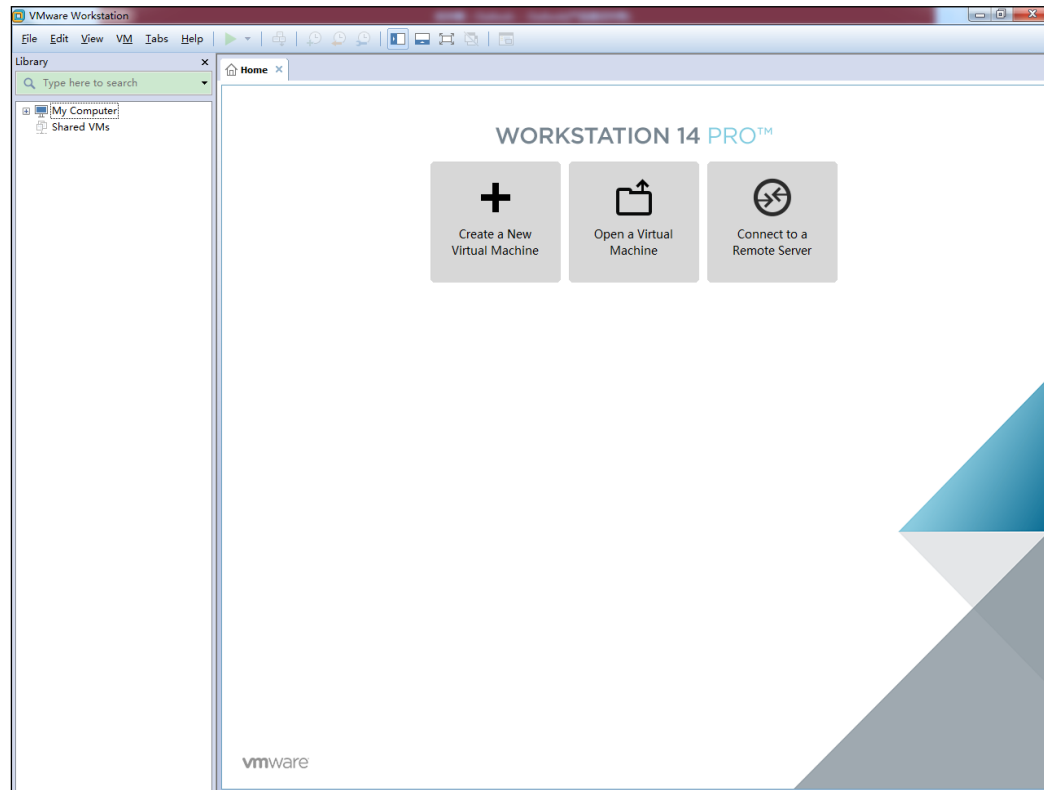 VMware Workstation
File Edit View VM Tabs Help
Library
Home
Type here to search
My Computer
Shared VMs
WORKSTATION 14 PRO™
Create a New
Virtual Machine
Open a Virtual
Machine
Connect to a
Remote Server
vmware